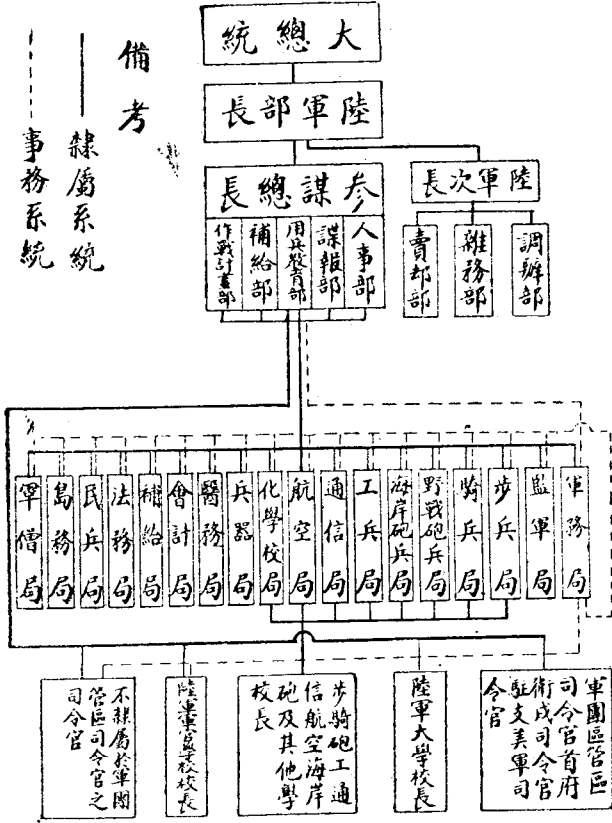 大總統
陸軍部長
參謀總長
人事部
諜報部
用兵敎育部
補給部
作戰計畫部
陸軍次長
調辦部
雜務部
賣却部
備考
隸屬系統
事務系統
軍務局
監軍局
步兵局
騎兵局
野戰砲兵局
海岸砲兵局
工兵局
通信局
航空局
化學校局
兵器局
醫務局
會計局
補給局
法務局
民兵局
島務局
軍僧局
軍團區管區
司令官首府
衛戍司令官
駐支美軍司
令官
陸軍大學校長
步騎砲工通
信航空海岸
砲及其他學
校長
陸軍軍官學校校長
不隸屬於軍團
管區司令官之
司令官